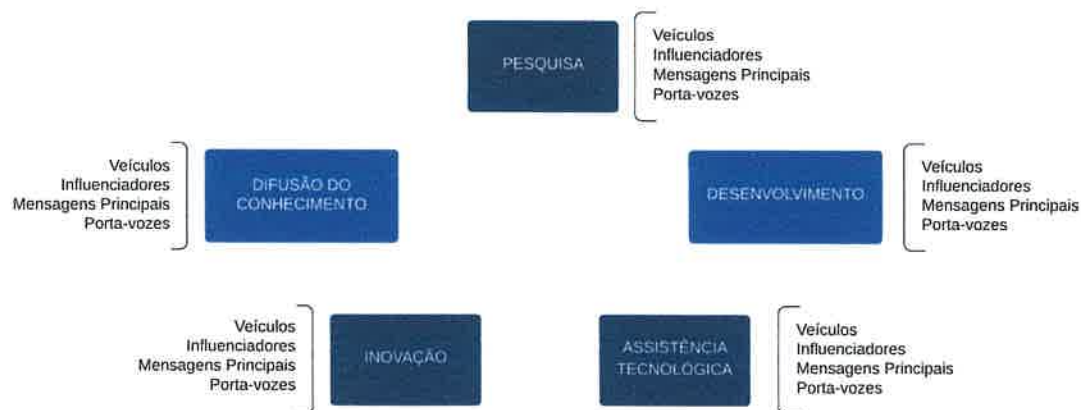 PESQUISA
Veículos
Influenciadores
Mensagens Principais
Porta-vozes
Veículos
Influenciadores
Mensagens Principais
Porta-vozes
DIFUSÃO DO
CONHECIMENTO
DESENVOLVIMENTO
Veículos
Influenciadores
Mensagens Principais
Porta-vozes
Veículos
Influenciadores
Mensagens Principais
Porta-vozes
INOVAÇÃO
ASSISTÊNCIA
TECNOLÓGICA
Veículos
Influenciadores
Mensagens Principais
Porta-vozes